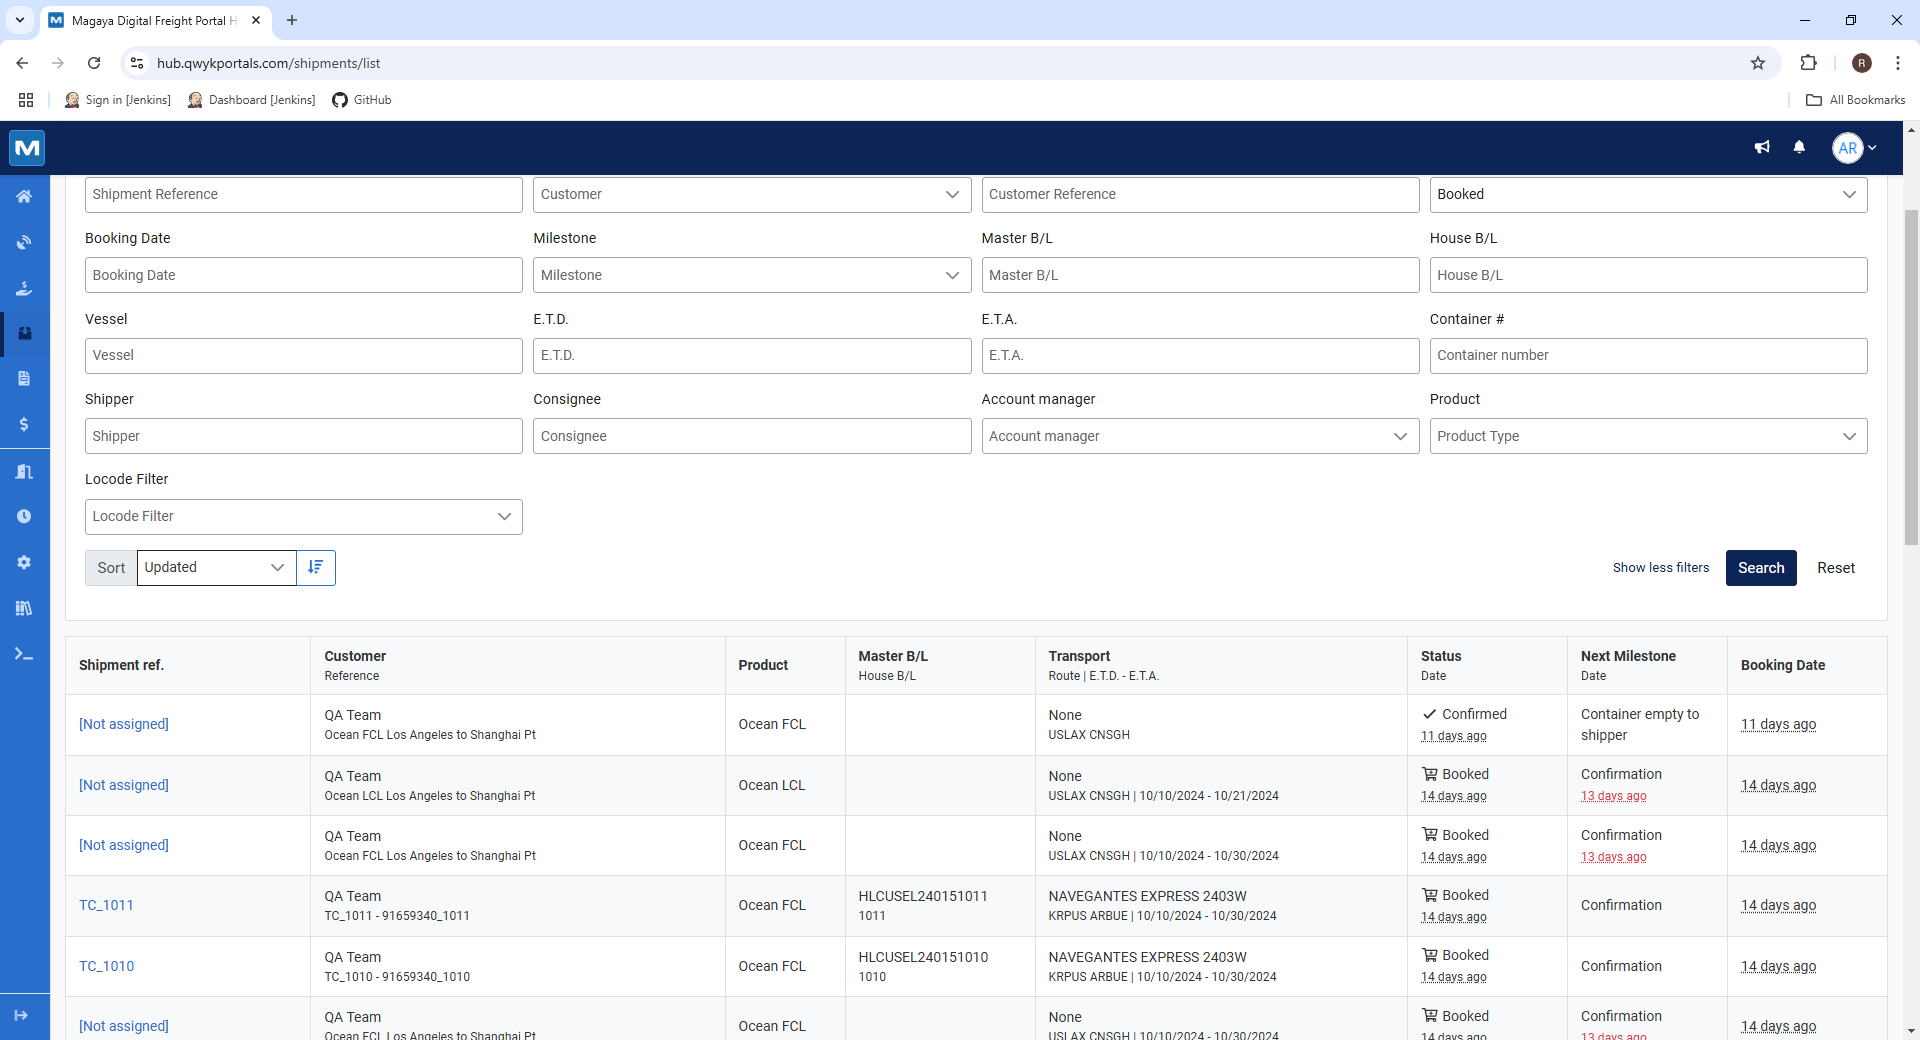 Magaya Digital Freight Portal H
hub.qwykportals.com/shipments/list
R
Sign in [Jenkins]
Dashboard [Jenkins]
GitHub
All Bookmarks
M
AR
Shipment Reference
Customer
Customer Reference
Booked
Booking Date
Milestone
Master B/L
House B/L
Booking Date
Milestone
Master B/L
House B/L
Vessel
E.T.D.
E.T.A.
Container #
Vessel
E.T.D.
E.T.A.
Container number
Shipper
Consignee
Account manager
Product
Shipper
Consignee
Account manager
Product Type
Locode Filter
Locode Filter
Sort
Updated
Show less filters
Search
Reset
Shipment ref.
Customer
Reference
Product
Master B/L
House B/L
Transport
Route | E.T.D. - E.T.A.
Status
Date
Next Milestone
Date
Booking Date
[Not assigned]
QA Team
Ocean FCL Los Angeles to Shanghai Pt
Ocean FCL
None
USLAX CNSGH
Confirmed
11 days ago
Container empty to
shipper
11 days ago
[Not assigned]
QA Team
Ocean LCL Los Angeles to Shanghai Pt
Ocean LCL
None
USLAX CNSGH | 10/10/2024 - 10/21/2024
Booked
14 days ago
Confirmation
13 days ago
14 days ago
[Not assigned]
QA Team
Ocean FCL Los Angeles to Shanghai Pt
Ocean FCL
None
USLAX CNSGH | 10/10/2024 - 10/30/2024
Booked
14 days ago
Confirmation
13 days ago
14 days ago
TC_1011
QA Team
TC_1011 - 91659340_1011
Ocean FCL
HLCUSEL240151011
1011
NAVEGANTES EXPRESS 2403W
KRPUS ARBUE | 10/10/2024 - 10/30/2024
Booked
14 days ago
Confirmation
14 days ago
TC_1010
QA Team
TC_1010 - 91659340_1010
Ocean FCL
HLCUSEL240151010
1010
NAVEGANTES EXPRESS 2403W
KRPUS ARBUE | 10/10/2024 - 10/30/2024
Booked
14 days ago
Confirmation
14 days ago
[Not assigned]
QA Team
Ocean FCL Los Angeles to Shanghai Pt
Ocean FCL
None
USLAX CNSGH | 10/10/2024 - 10/30/2024
Booked
14 days ago
Confirmation
13 days ago
14 days ago